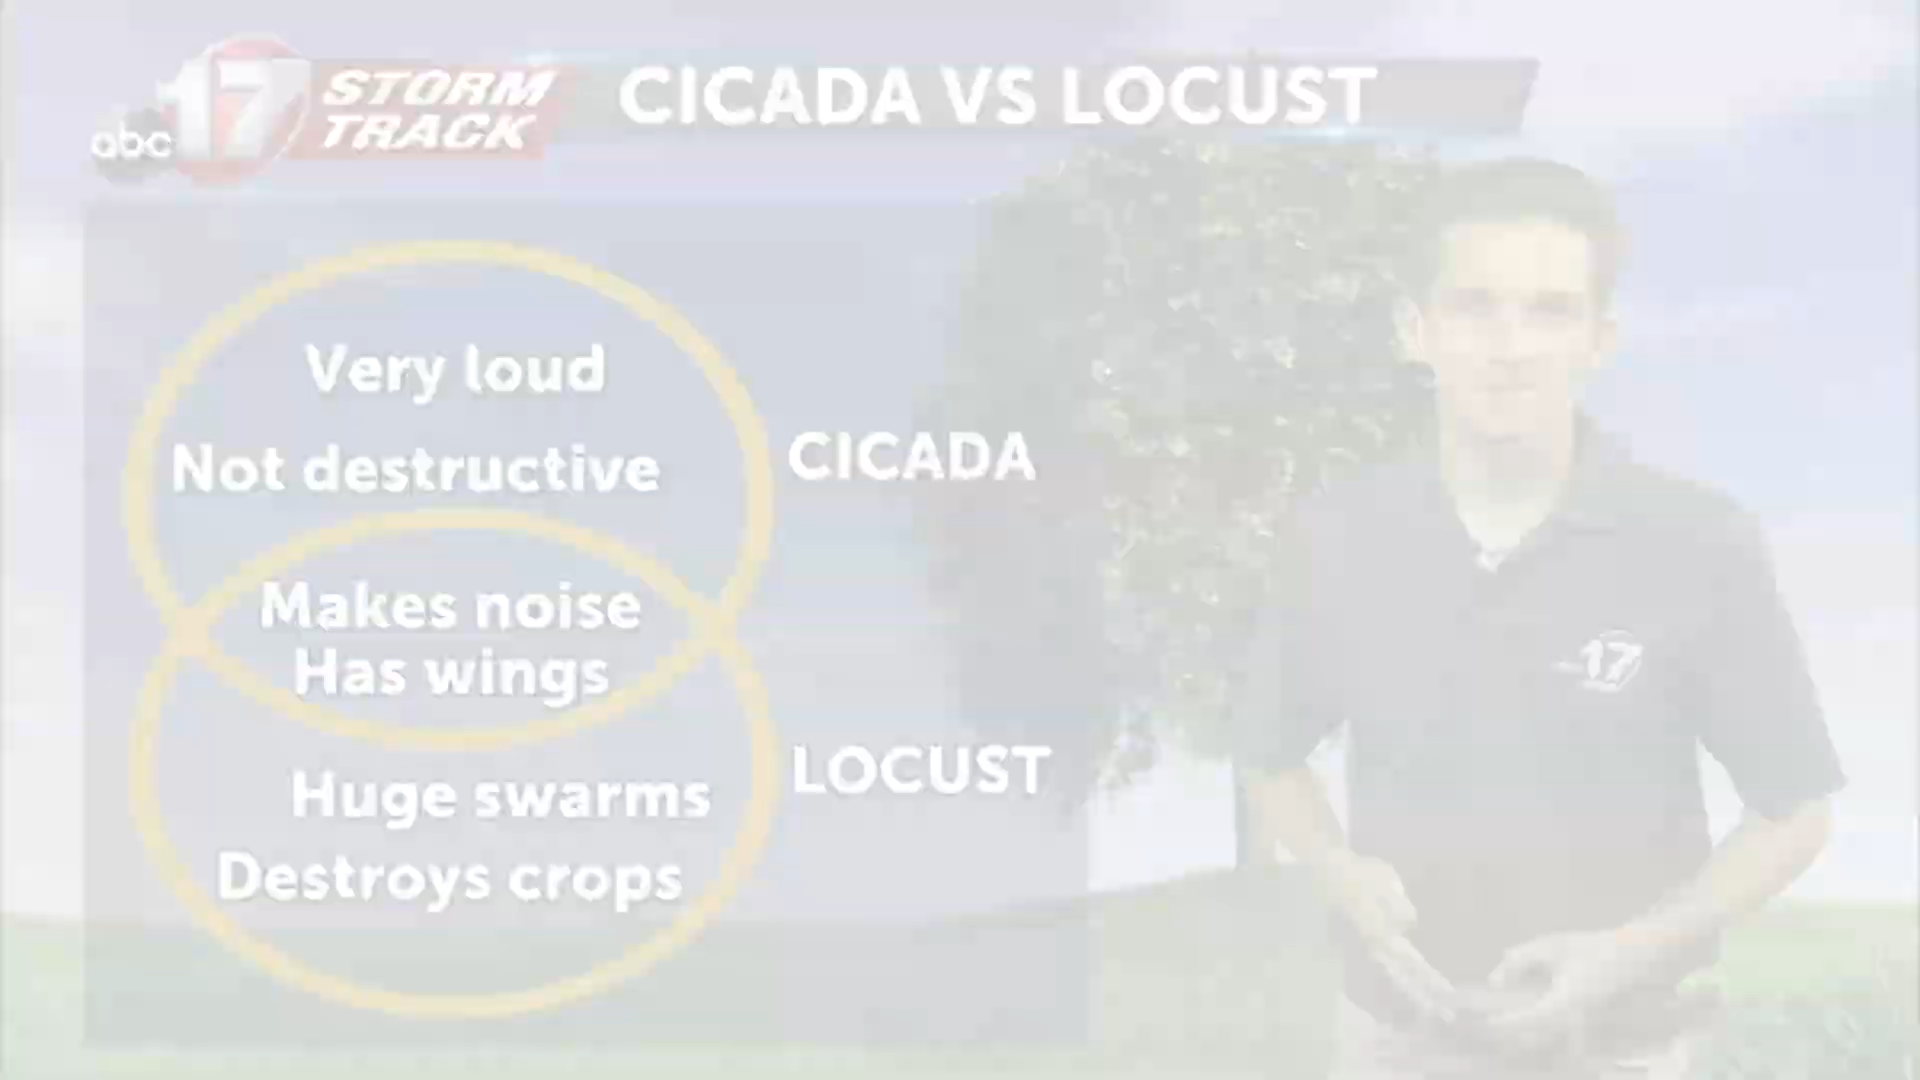 abc 17 STORM TRACK
CICADA VS LOCUST
Very loud
Not destructive
CICADA
Makes noise
Has wings
Huge swarms
LOCUST
Destroys crops
17